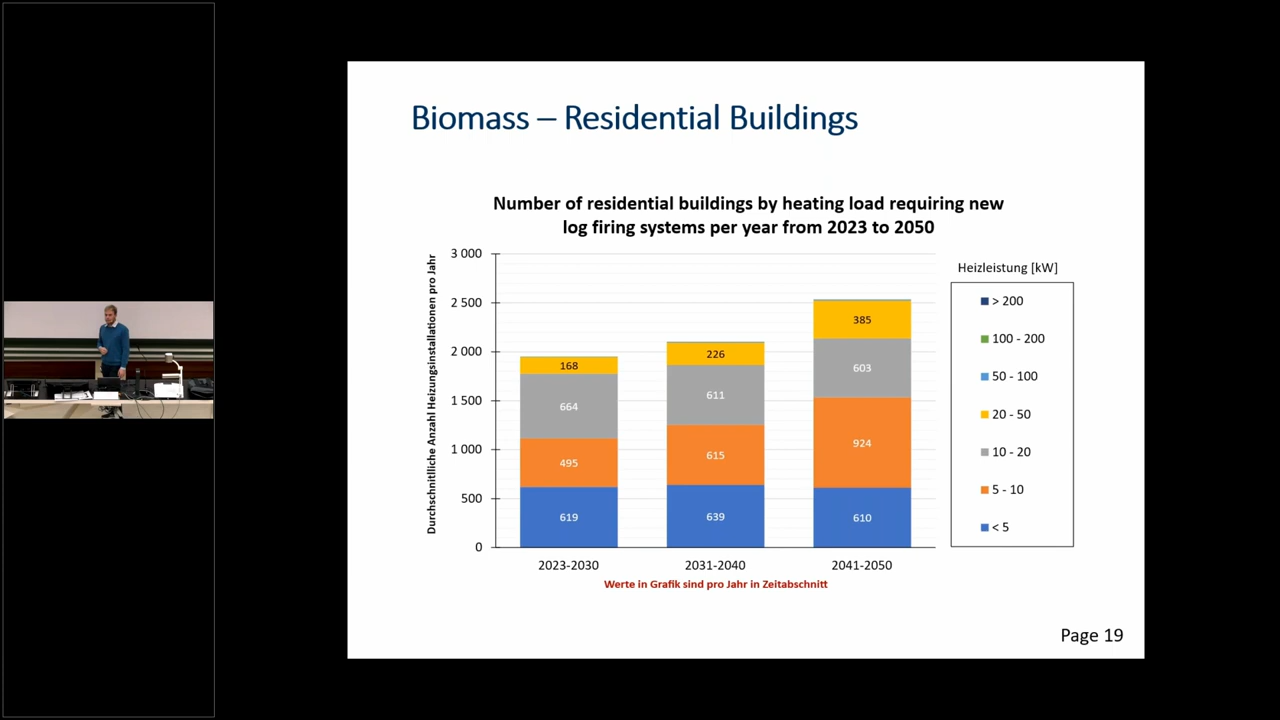 Biomass – Residential Buildings
Number of residential buildings by heating load requiring new
log firing systems per year from 2023 to 2050
Durchschnitlliche Anzahl Heizungsinstallationen pro Jahr
3 000
2 500
2 000
1 500
1 000
500
0
168
664
495
619
226
611
615
639
385
603
924
610
2023-2030
2031-2040
2041-2050
Werte in Grafik sind pro Jahr in Zeitabschnitt
Heizleistung [kW]
> 200
100 - 200
50 - 100
20 - 50
10 - 20
5 - 10
< 5
Page 19